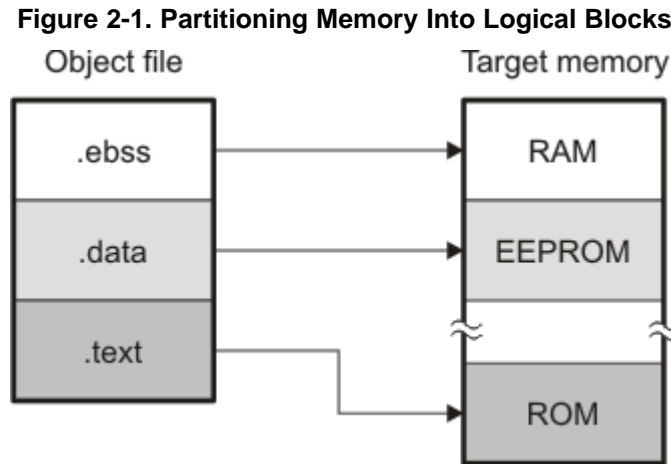 Figure 2-1. Partitioning Memory Into Logical Blocks
Object file
Target memory
.ebss
RAM
.data
EEPROM
.text
ROM